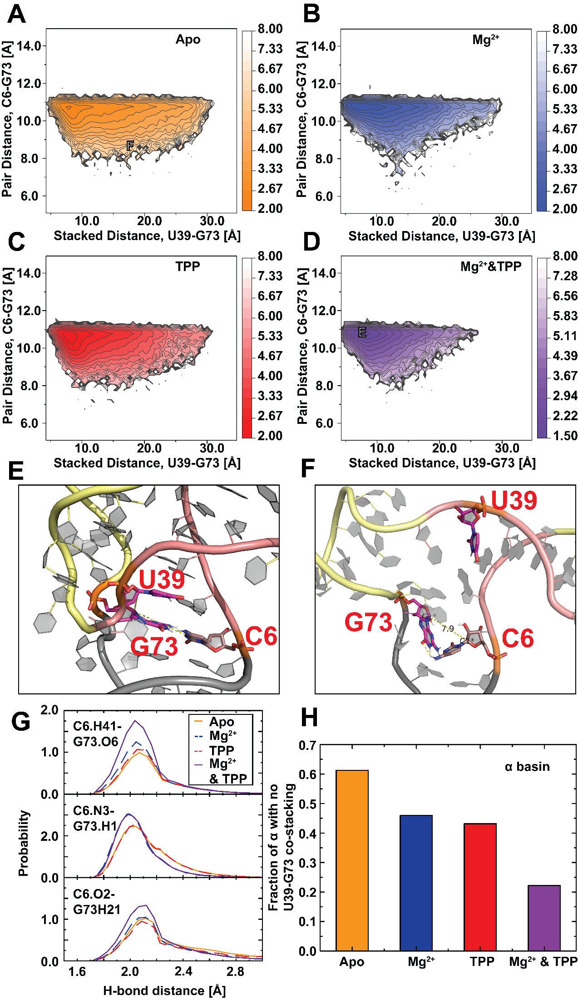 A
Apo
Pair Distance, C6-G73 [A]
14.0
12.0
10.0
8.0
6.0
F
10.0 20.0 30.0
Stacked Distance, U39-G73 [Å]
8.00
7.33
6.67
6.00
5.33
4.67
4.00
3.33
2.67
2.00
B
Mg²⁺
Pair Distance, C6-G73 [A]
14.0
12.0
10.0
8.0
6.0
10.0 20.0 30.0
Stacked Distance, U39-G73 [Å]
8.00
7.33
6.67
6.00
5.33
4.67
4.00
3.33
2.67
2.00
C
TPP
Pair Distance, C6-G73 [A]
14.0
12.0
10.0
8.0
6.0
10.0 20.0 30.0
Stacked Distance, U39-G73 [Å]
8.00
7.33
6.67
6.00
5.33
4.67
4.00
3.33
2.67
2.00
D
Mg²⁺&TPP
Pair Distance, C6-G73 [A]
14.0
12.0
10.0
8.0
6.0
E
10.0 20.0 30.0
Stacked Distance, U39-G73 [Å]
8.00
7.28
6.56
5.83
5.11
4.39
3.67
2.94
2.22
1.50
E
U39
G73
C6
F
U39
G73
7.9
C1*
C6
G
C6.H41-
G73.O6
Apo
Mg²⁺
TPP
Mg²⁺
& TPP
2.0
1.0
0.0
C6.N3-
G73.H1
2.0
0.0
C6.O2-
G73H21
1.0
0.0
Probability
1.6 2.0 2.4 2.8
H-bond distance [Å]
H
α basin
Fraction of α with no
U39-G73 co-stacking
0.7
0.6
0.5
0.4
0.3
0.2
0.1
0.0
Apo Mg²⁺ TPP Mg²⁺ & TPP